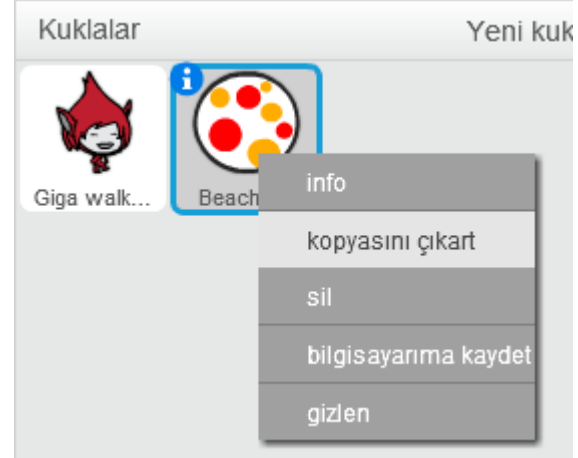 Kuklalar
Yeni kuk
Giga walk...
Beach
info
kopyasını çıkart
sil
bilgisayarıma kaydet
gizlen